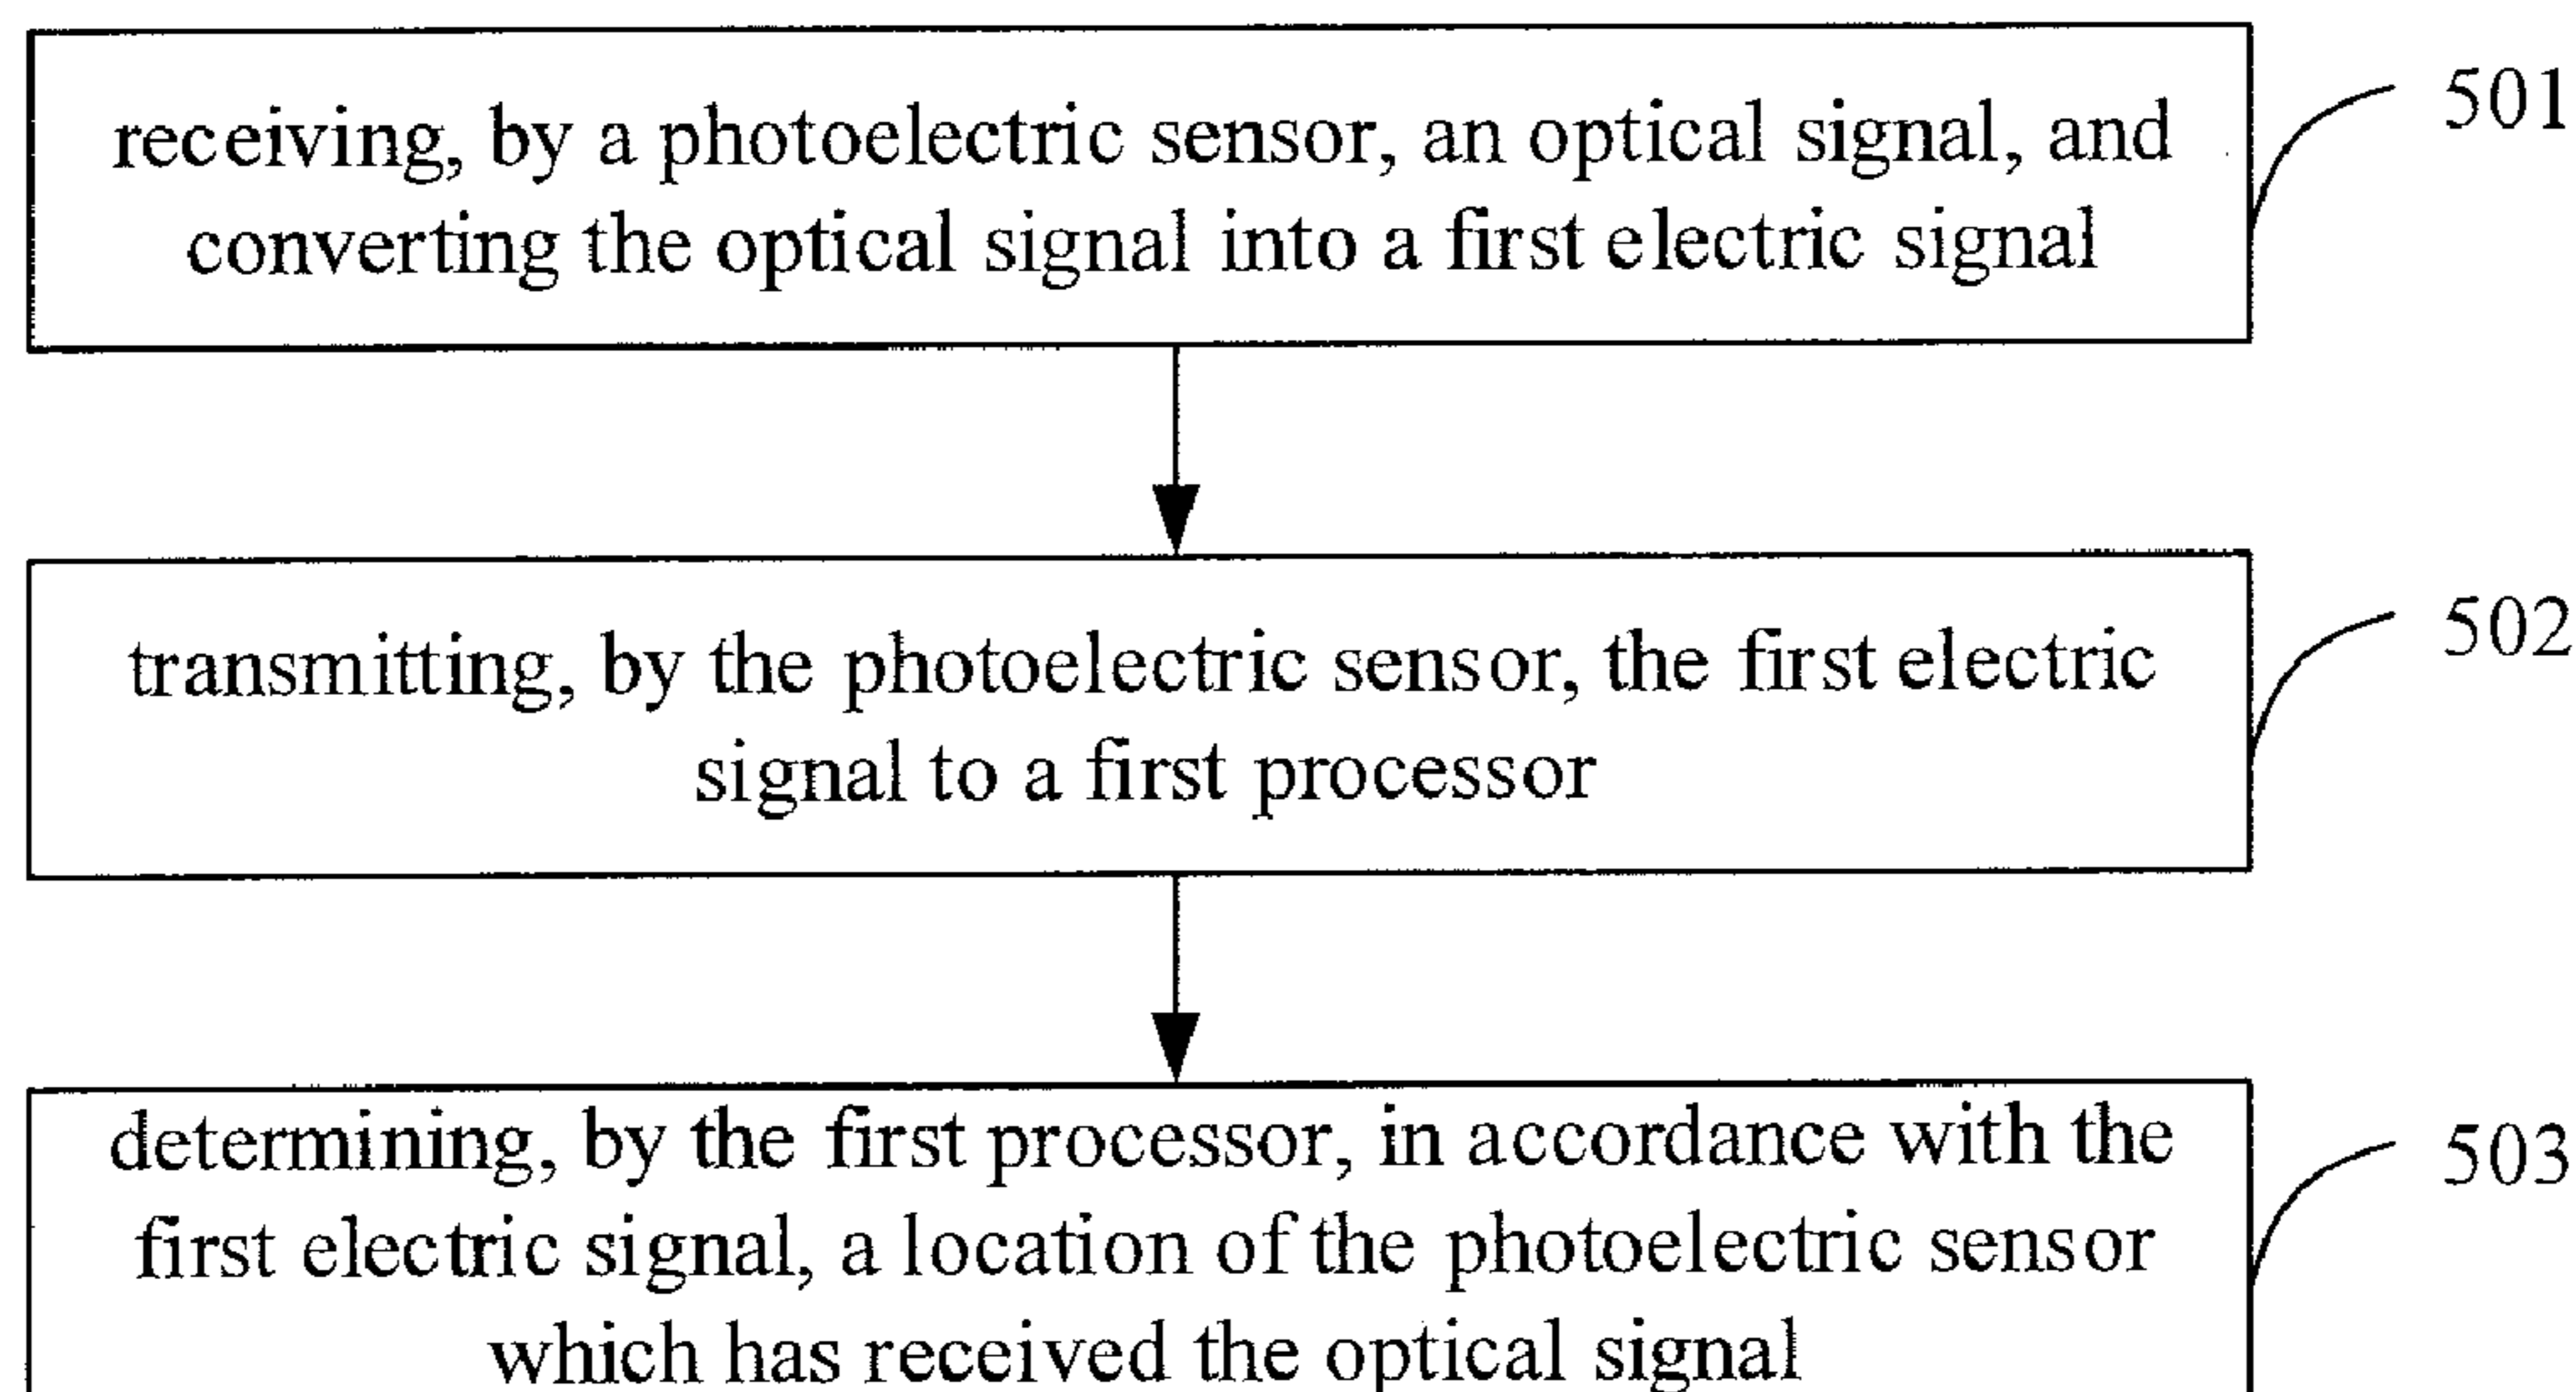 receiving, by a photoelectric sensor, an optical signal, and
converting the optical signal into a first electric signal
501
transmitting, by the photoelectric sensor, the first electric
signal to a first processor
502
determining, by the first processor, in accordance with the
first electric signal, a location of the photoelectric sensor
which has received the optical signal
503